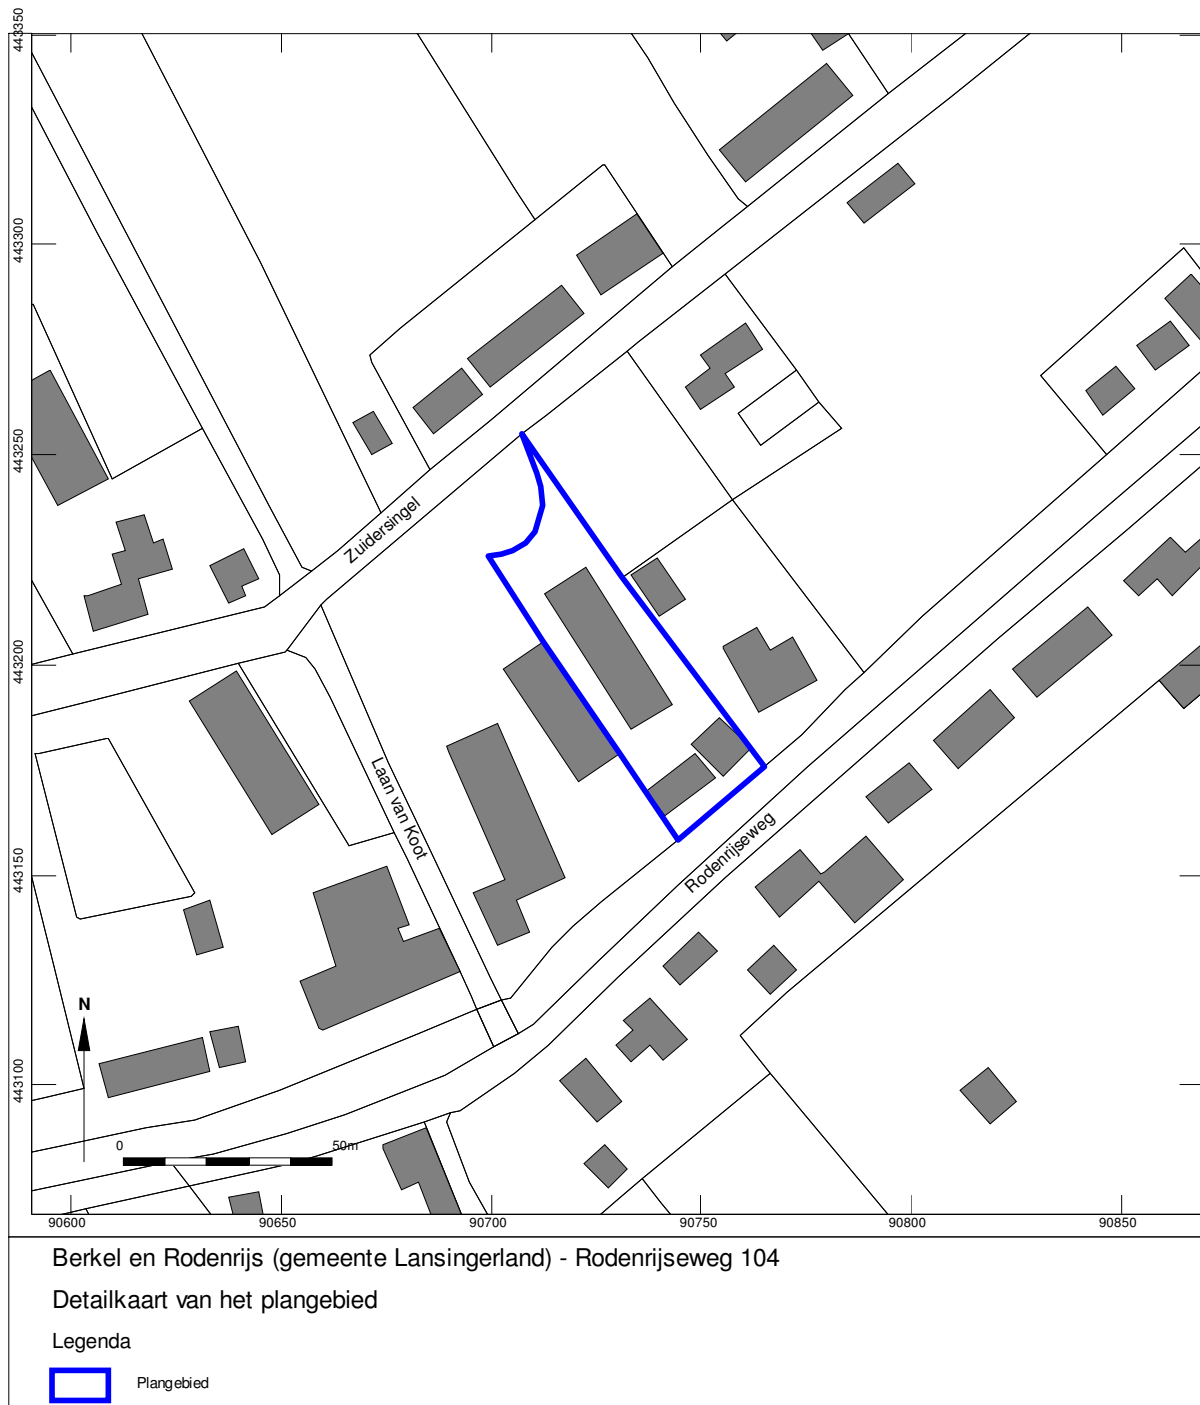 443350
443300
443250
443200
443150
443100
Zuidersingel
Laan van Koot
Rodenrijseweg
N
0 50m
90600 90650 90700 90750 90800 90850
Berkel en Rodenrijs (gemeente Lansingerland) - Rodenrijseweg 104
Detailkaart van het plangebied
Legenda
Plangebied